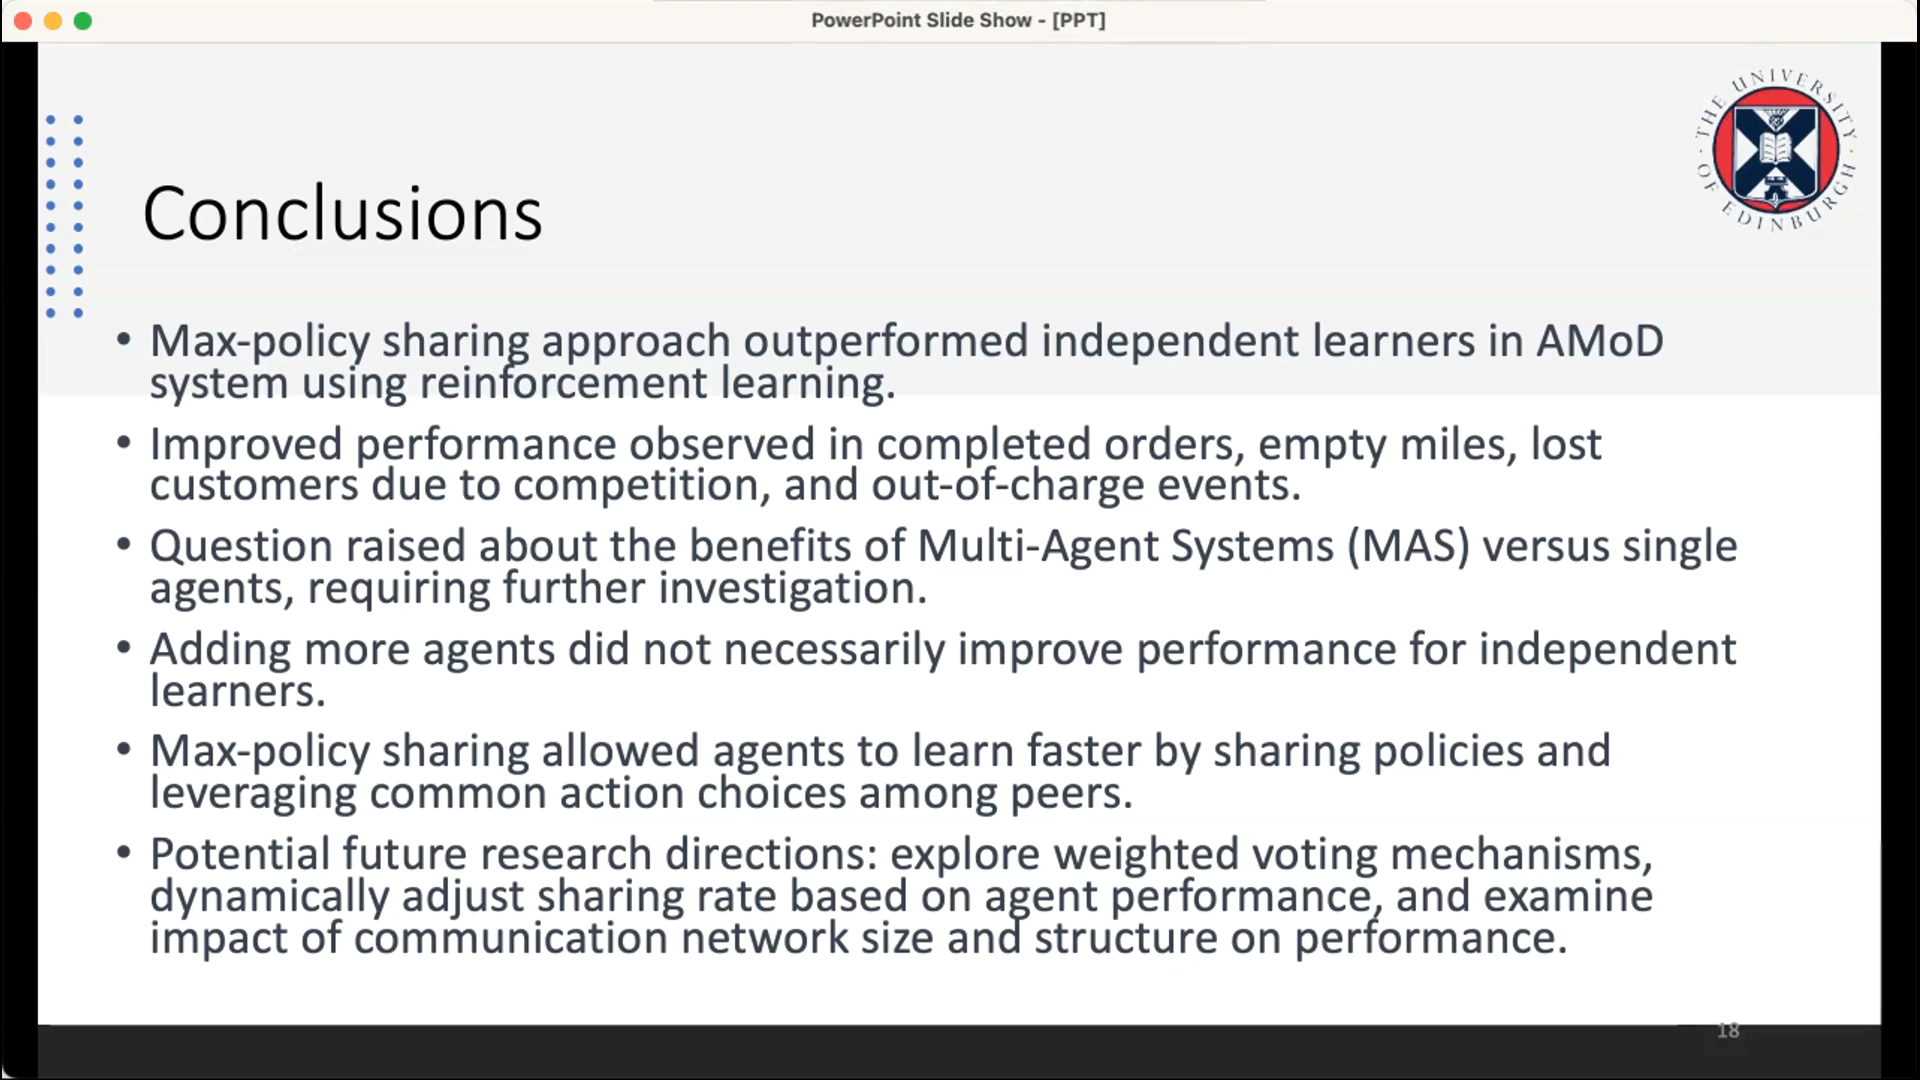 PowerPoint Slide Show - [PPT]
THE UNIVERSITY OF EDINBURGH
Conclusions
• Max-policy sharing approach outperformed independent learners in AMoD
system using reinforcement learning.
• Improved performance observed in completed orders, empty miles, lost
customers due to competition, and out-of-charge events.
• Question raised about the benefits of Multi-Agent Systems (MAS) versus single
agents, requiring further investigation.
• Adding more agents did not necessarily improve performance for independent
learners.
• Max-policy sharing allowed agents to learn faster by sharing policies and
leveraging common action choices among peers.
• Potential future research directions: explore weighted voting mechanisms,
dynamically adjust sharing rate based on agent performance, and examine
impact of communication network size and structure on performance.
18